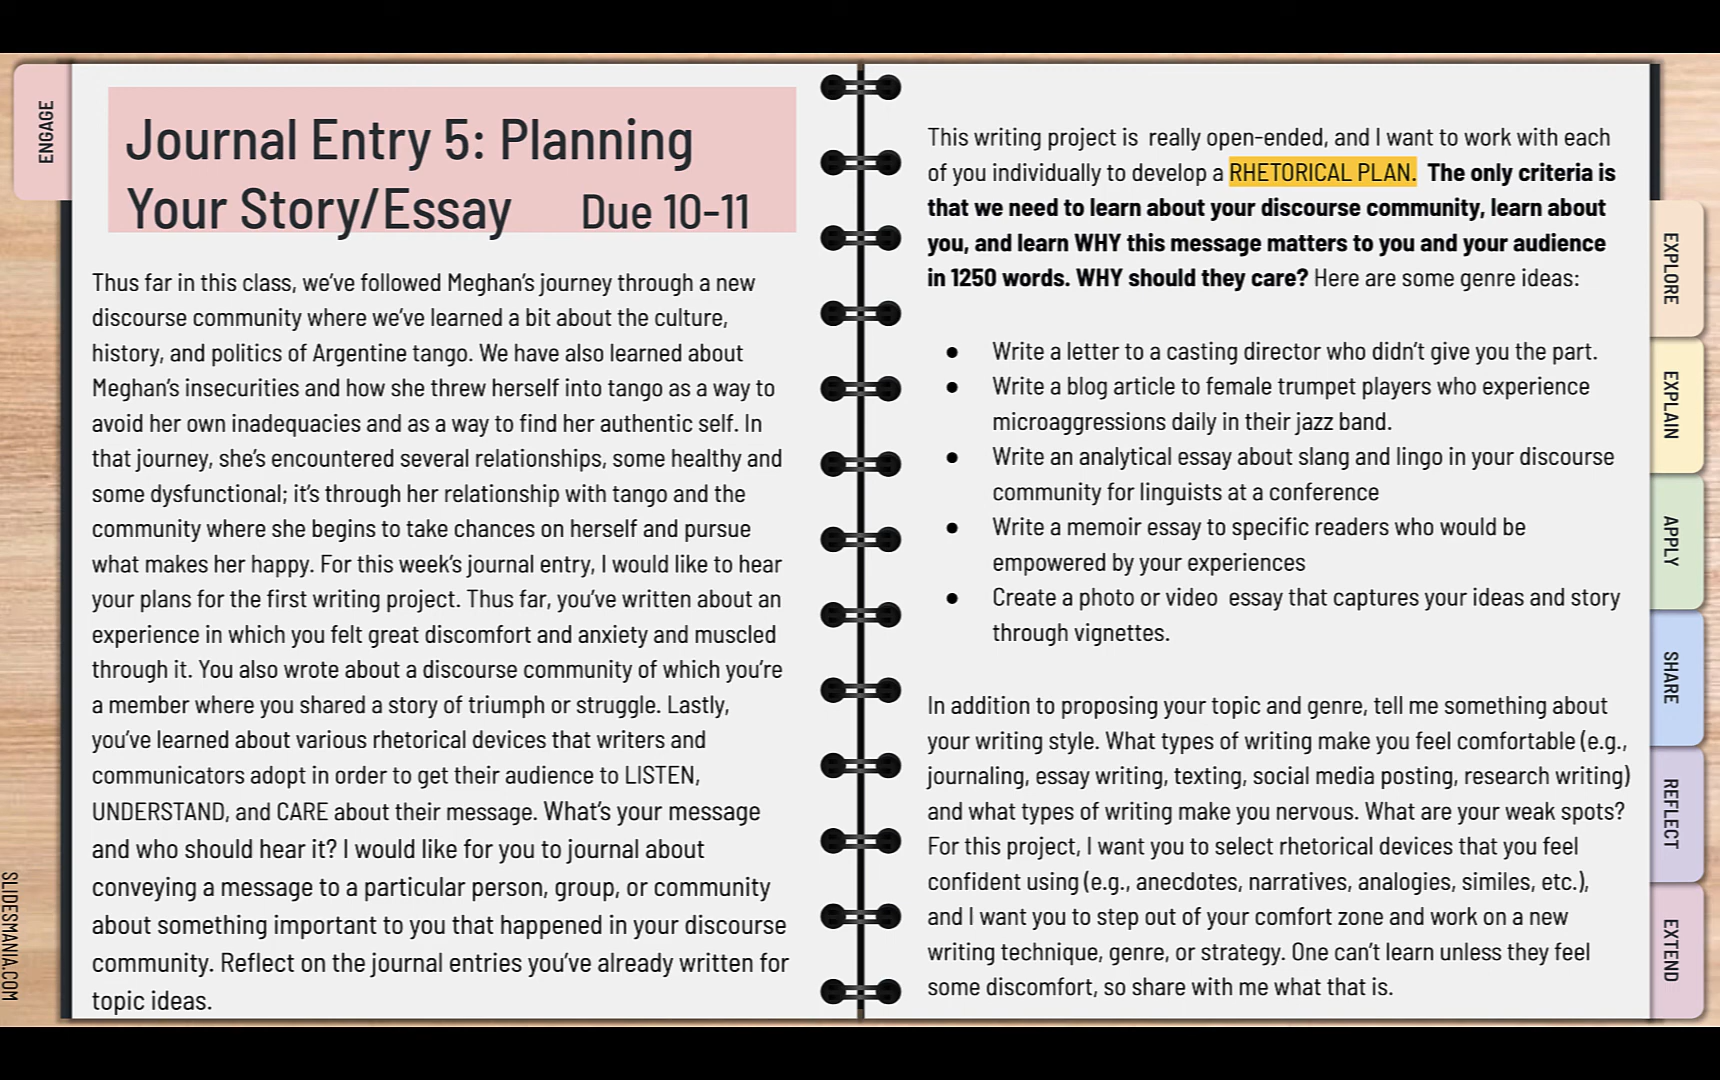 ENGAGE
Journal Entry 5: Planning
Your Story/Essay Due 10-11
Thus far in this class, we've followed Meghan's journey through a new
discourse community where we've learned a bit about the culture,
history, and politics of Argentine tango. We have also learned about
Meghan's insecurities and how she threw herself into tango as a way to
avoid her own inadequacies and as a way to find her authentic self. In
that journey, she's encountered several relationships, some healthy and
some dysfunctional; it's through her relationship with tango and the
community where she begins to take chances on herself and pursue
what makes her happy. For this week's journal entry, I would like to hear
your plans for the first writing project. Thus far, you've written about an
experience in which you felt great discomfort and anxiety and muscled
through it. You also wrote about a discourse community of which you're
a member where you shared a story of triumph or struggle. Lastly,
you've learned about various rhetorical devices that writers and
communicators adopt in order to get their audience to LISTEN,
UNDERSTAND, and CARE about their message. What's your message
and who should hear it? I would like for you to journal about
conveying a message to a particular person, group, or community
about something important to you that happened in your discourse
community. Reflect on the journal entries you've already written for
topic ideas.
This writing project is really open-ended, and I want to work with each
of you individually to develop a RHETORICAL PLAN. The only criteria is
that we need to learn about your discourse community, learn about
you, and learn WHY this message matters to you and your audience
in 1250 words. WHY should they care? Here are some genre ideas:
● Write a letter to a casting director who didn't give you the part.
● Write a blog article to female trumpet players who experience
microaggressions daily in their jazz band.
● Write an analytical essay about slang and lingo in your discourse
community for linguists at a conference
● Write a memoir essay to specific readers who would be
empowered by your experiences
● Create a photo or video essay that captures your ideas and story
through vignettes.
In addition to proposing your topic and genre, tell me something about
your writing style. What types of writing make you feel comfortable (e.g.,
journaling, essay writing, texting, social media posting, research writing)
and what types of writing make you nervous. What are your weak spots?
For this project, I want you to select rhetorical devices that you feel
confident using (e.g., anecdotes, narratives, analogies, similes, etc.),
and I want you to step out of your comfort zone and work on a new
writing technique, genre, or strategy. One can't learn unless they feel
some discomfort, so share with me what that is.
EXPLORE
EXPLAIN
APPLY
SHARE
REFLECT
EXTEND
SLIDESMANIA.COM